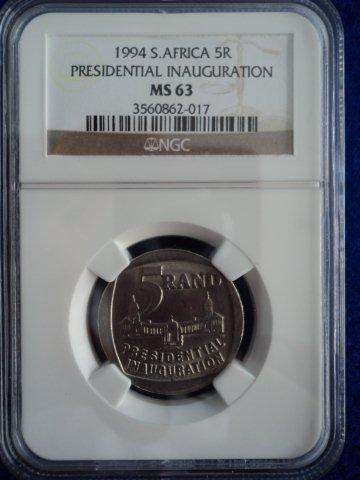 1994 S.AFRICA 5R
PRESIDENTIAL INAUGURATION
MS 63
3560862-017
NGC
5 RAND
PRESIDENTIAL
INAUGURATION